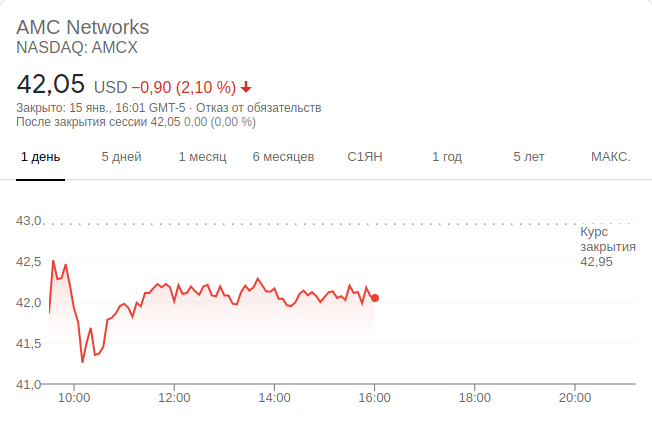 AMC Networks
NASDAQ: AMCX
42,05 USD −0,90 (2,10 %)
Закрыто: 15 янв., 16:01 GMT-5 · Отказ от обязательств
После закрытия сессии 42,05 0,00 (0,00 %)
1 день 5 дней 1 месяц 6 месяцев С1ЯН 1 год 5 лет МАКС.
43,0
Курс
закрытия
42,95
42,5
42,0
41,5
41,0
10:00 12:00 14:00 16:00 18:00 20:00